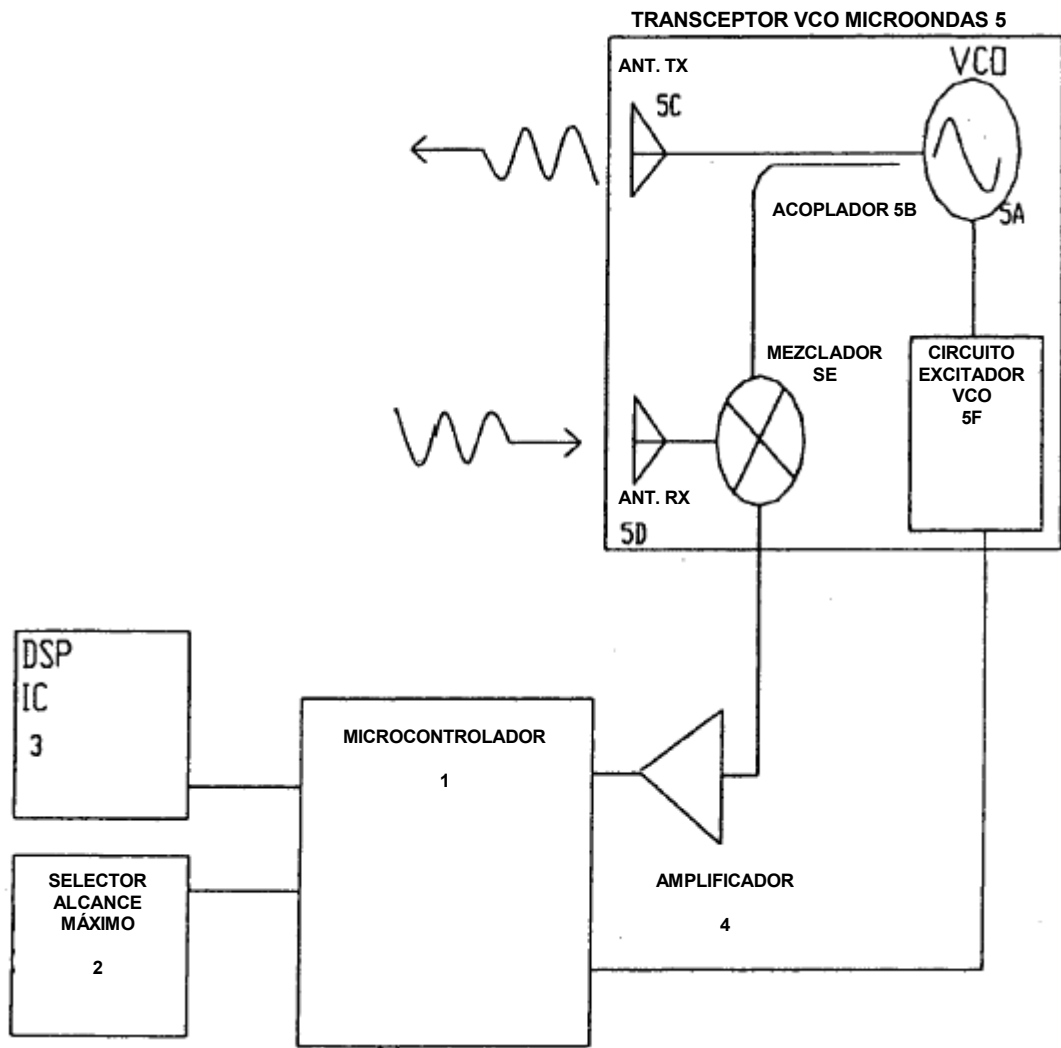 TRANSCEPTOR VCO MICROONDAS 5
ANT. TX
5C
VCO
5A
ACOPLADOR 5B
MEZCLADOR
SE
CIRCUITO
EXCITADOR
VCO
5F
ANT. RX
5D
DSP
IC
3
MICROCONTROLADOR
1
SELECTOR
ALCANCE
MÁXIMO
2
AMPLIFICADOR
4